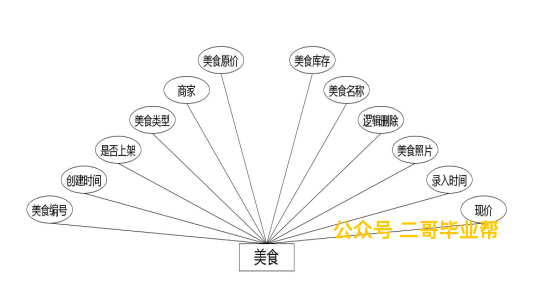 美食原价
美食库存
商家
美食名称
美食类型
逻辑删除
是否上架
美食照片
创建时间
录入时间
美食编号
现价
公众号 二哥毕业帮
美食